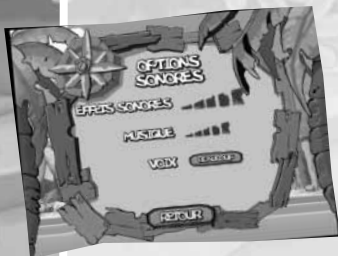 OPTIONS
SONORES
EFFETS SONORES
MUSIQUE
VOIX
RETOUR